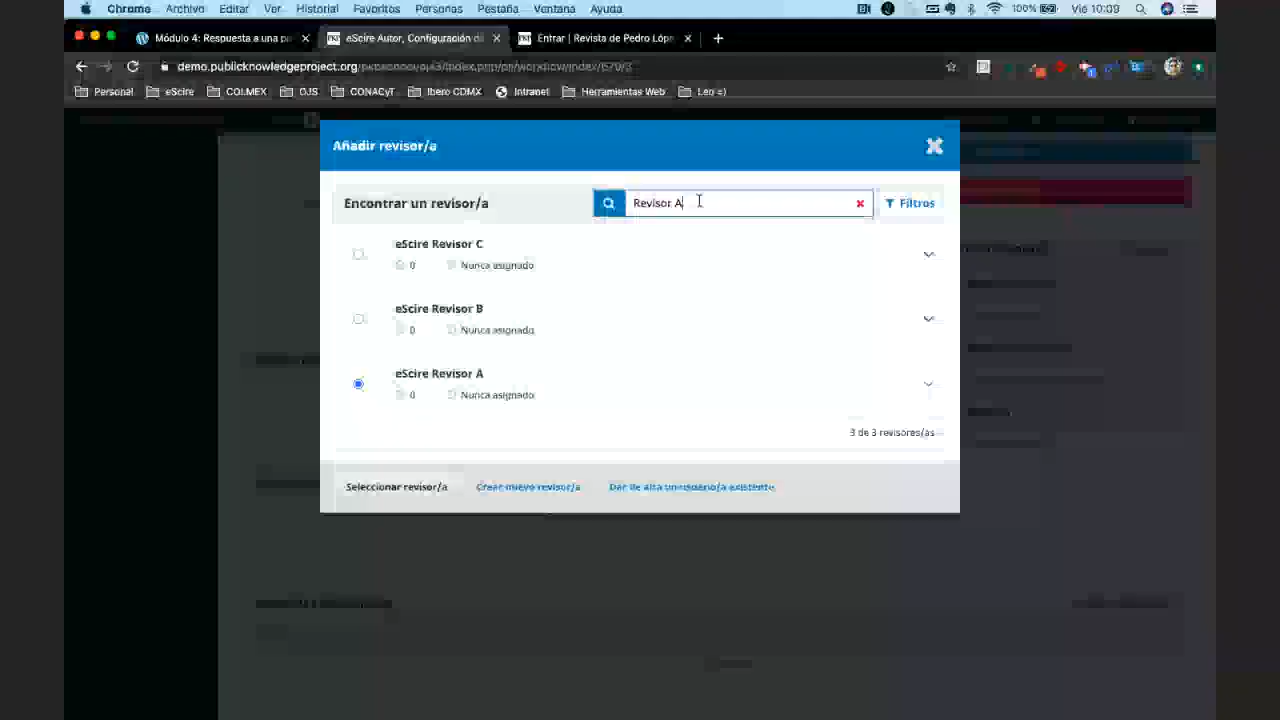 Chrome Archivo Editar Ver Historial Favoritos Personas Pestaña Ventana Ayuda 100% Vie 10:09
Módulo 4: Respuesta a una pa × eScire Autor, Configuración de × Entrar | Revista de Pedro Lópe × +
demo.publicknowledgeproject.org/
Personal eScire COLMEX OJS CONACyT Ibero CDMX Intranet Herramientas Web Leo =)
Añadir revisor/a
Encontrar un revisor/a Revisor A Filtros
eScire Revisor C
0 Nunca asignado
eScire Revisor B
0 Nunca asignado
eScire Revisor A
0 Nunca asignado
3 de 3 revisores/as
Seleccionar revisor/a Crear nuevo revisor/a Dar de alta un usuario/a existente